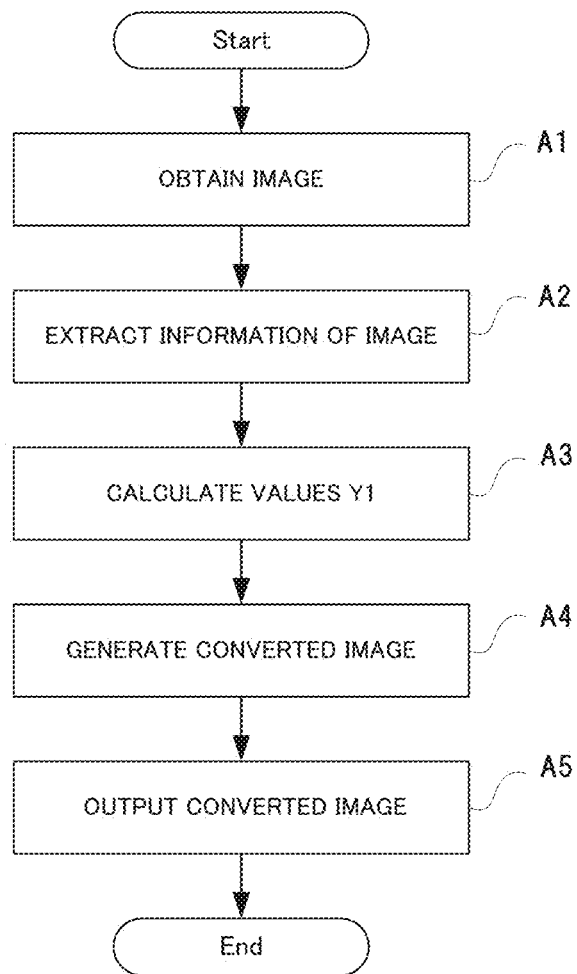 Start
A1
OBTAIN IMAGE
A2
EXTRACT INFORMATION OF IMAGE
A3
CALCULATE VALUES Y1
A4
GENERATE CONVERTED IMAGE
A5
OUTPUT CONVERTED IMAGE
End